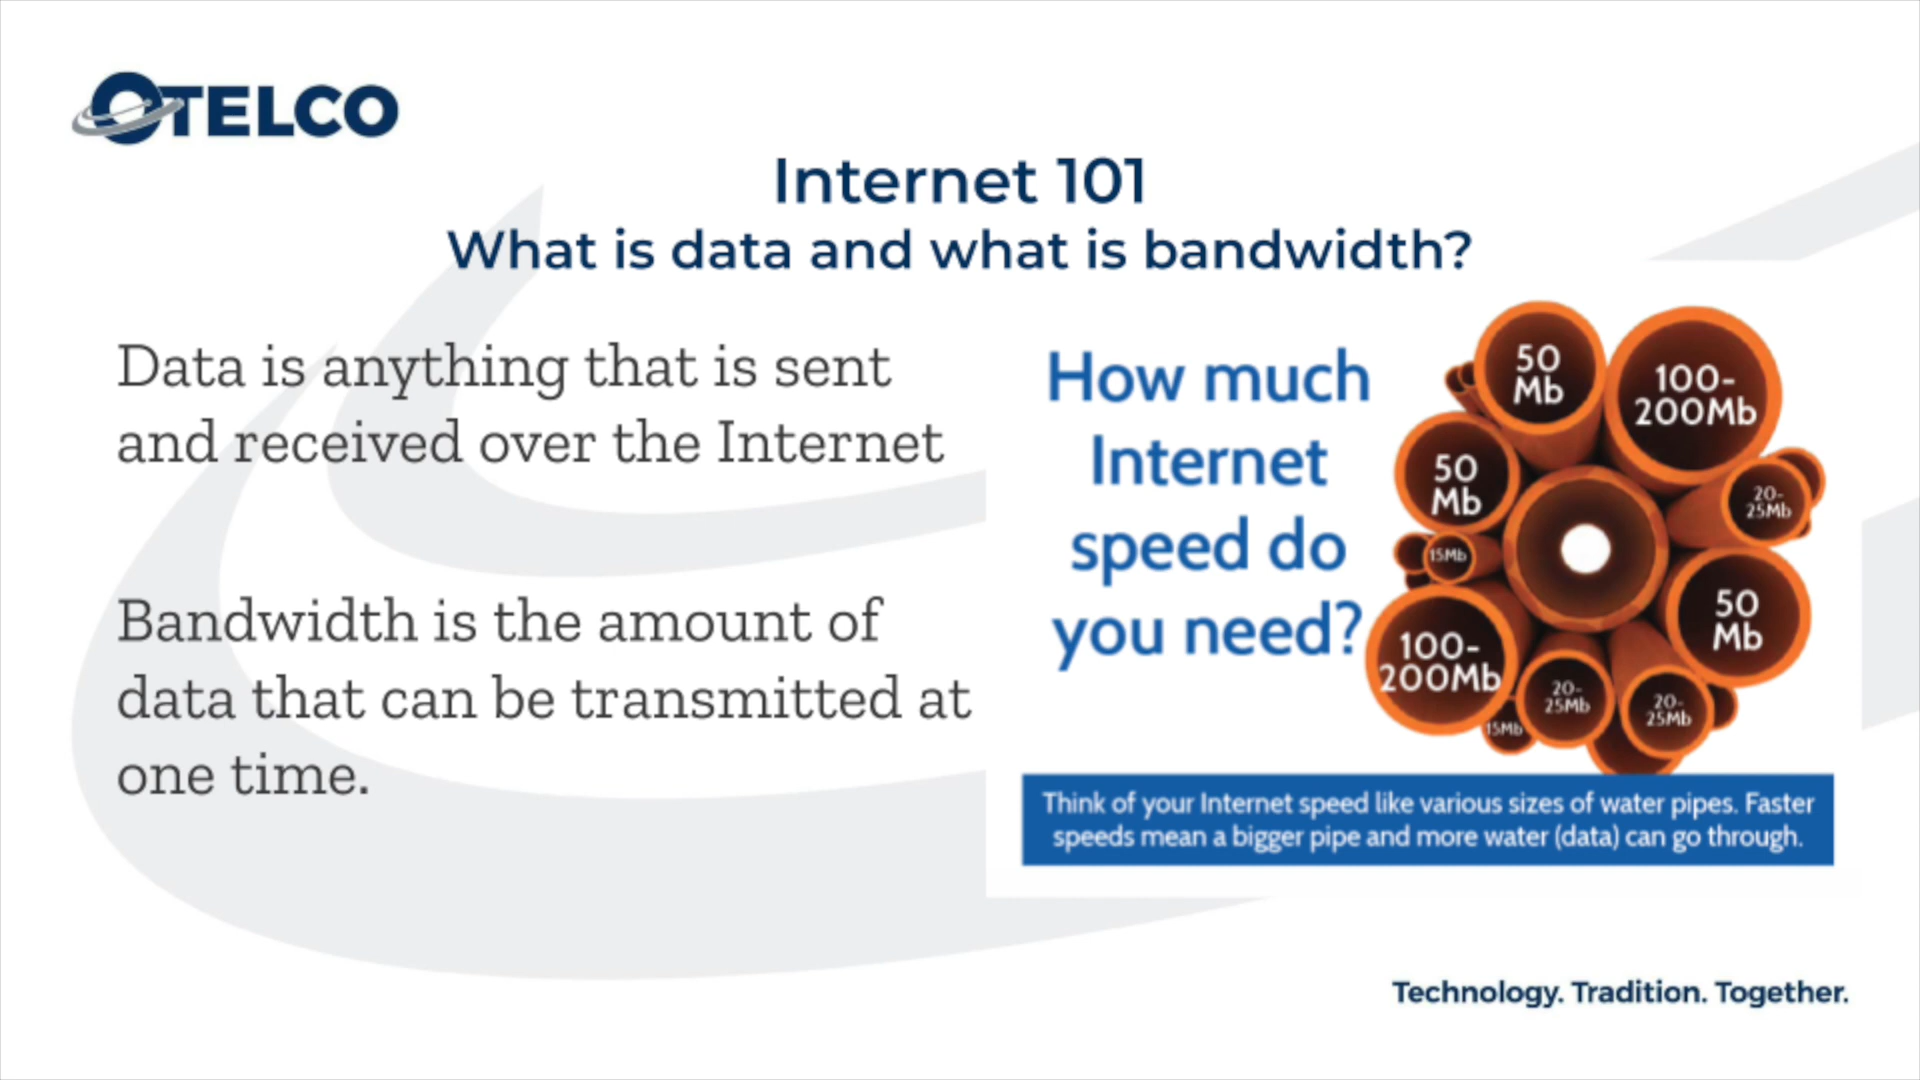 OTELCO
Internet 101
What is data and what is bandwidth?
Data is anything that is sent
and received over the Internet
Bandwidth is the amount of
data that can be transmitted at
one time.
How much
Internet
speed do
you need?
50
Mb
100-
200Mb
50
Mb
20-
25Mb
15Mb
50
Mb
100-
200Mb
20-
25Mb
20-
25Mb
15Mb
Think of your Internet speed like various sizes of water pipes. Faster
speeds mean a bigger pipe and more water (data) can go through.
Technology. Tradition. Together.